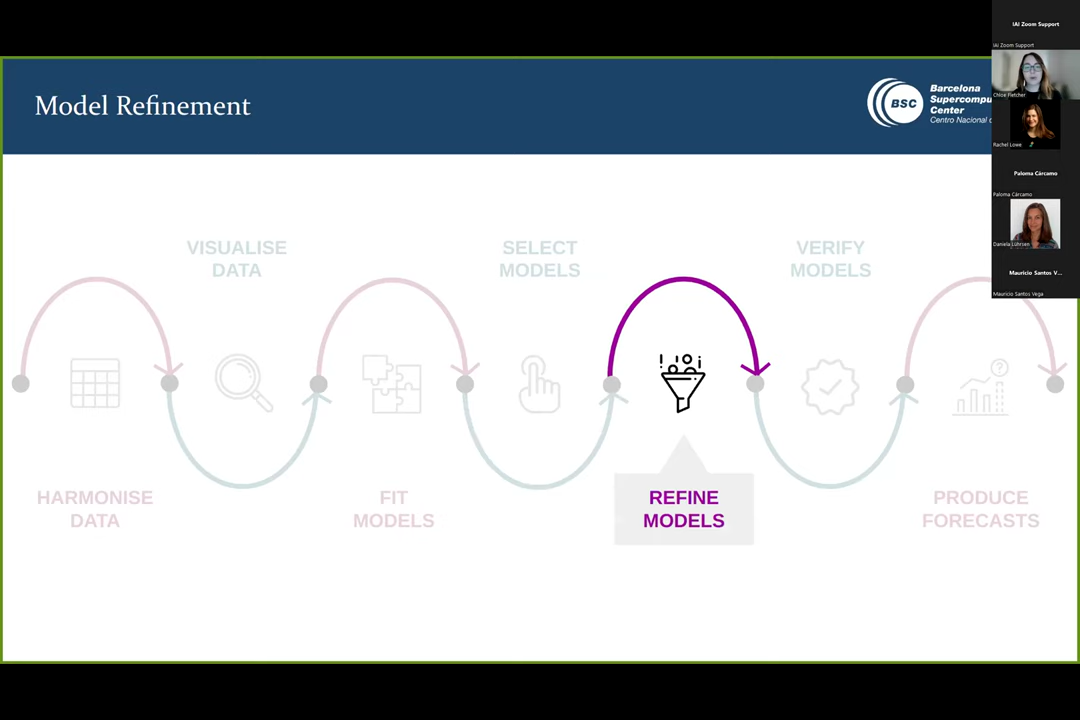 Model Refinement
BSC
Barcelona
Supercompu
Center
Centro Nacional
VISUALISE
DATA
SELECT
MODELS
VERIFY
MODELS
HARMONISE
DATA
FIT
MODELS
REFINE
MODELS
PRODUCE
FORECASTS
IAI Zoom Support
IAI Zoom Support
Chloe Fletcher
Rachel Lowe
Paloma Cárcamo
Paloma Cárcamo
Daniela Lührsen
Mauricio Santos V...
Mauricio Santos Vega